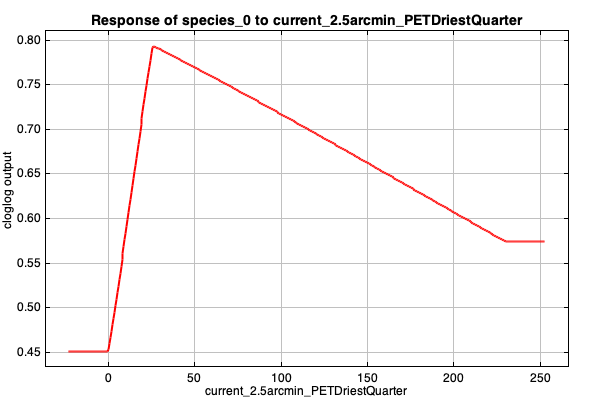 Response of species_0 to current_2.5arcmin_PETDriestQuarter
0.80
0.75
0.70
0.65
0.60
0.55
0.50
0.45
cloglog output
0 50 100 150 200 250
current_2.5arcmin_PETDriestQuarter